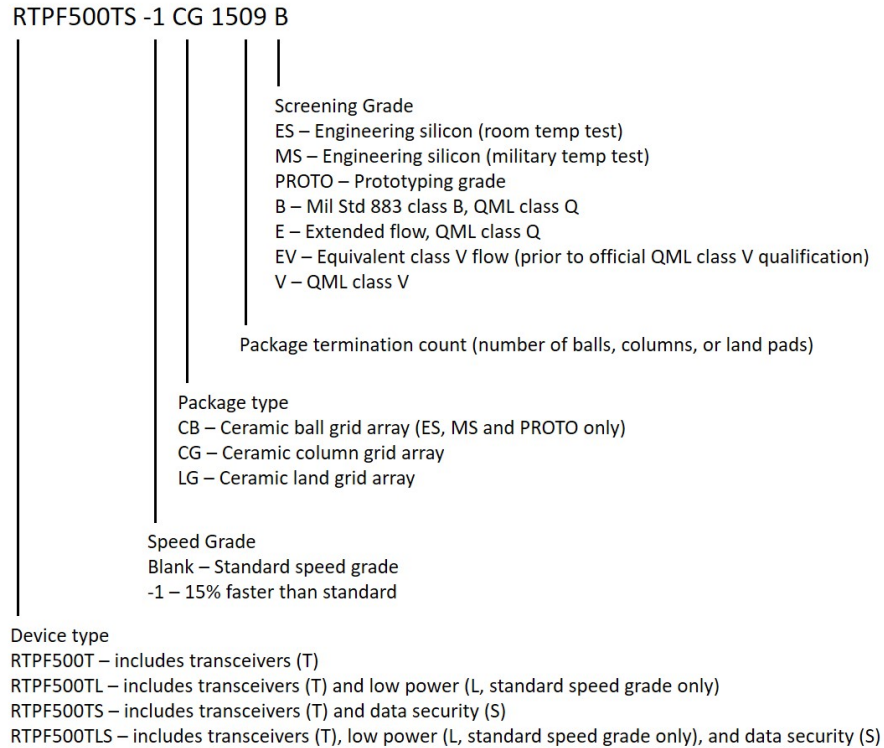 RTPF500TS -1 CG 1509 B
Screening Grade
ES – Engineering silicon (room temp test)
MS – Engineering silicon (military temp test)
PROTO – Prototyping grade
B – Mil Std 883 class B, QML class Q
E – Extended flow, QML class Q
EV – Equivalent class V flow (prior to official QML class V qualification)
V – QML class V
Package termination count (number of balls, columns, or land pads)
Package type
CB – Ceramic ball grid array (ES, MS and PROTO only)
CG – Ceramic column grid array
LG – Ceramic land grid array
Speed Grade
Blank – Standard speed grade
-1 – 15% faster than standard
Device type
RTPF500T – includes transceivers (T)
RTPF500TL – includes transceivers (T) and low power (L, standard speed grade only)
RTPF500TS – includes transceivers (T) and data security (S)
RTPF500TLS – includes transceivers (T), low power (L, standard speed grade only), and data security (S)